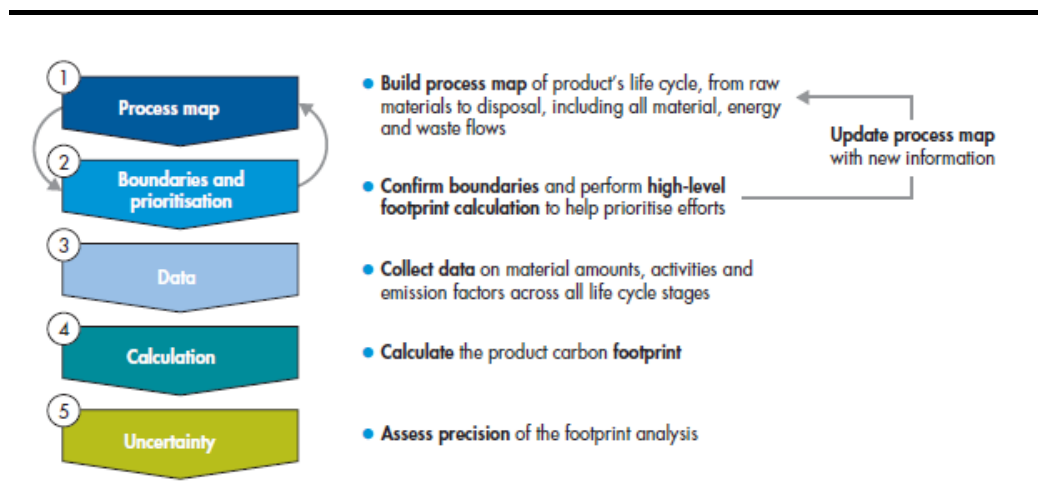 1
Process map
● Build process map of product's life cycle, from raw
materials to disposal, including all material, energy
and waste flows
Update process map
with new information
2
Boundaries and
prioritisation
● Confirm boundaries and perform high-level
footprint calculation to help prioritise efforts
3
Data
● Collect data on material amounts, activities and
emission factors across all life cycle stages
4
Calculation
● Calculate the product carbon footprint
5
Uncertainty
● Assess precision of the footprint analysis